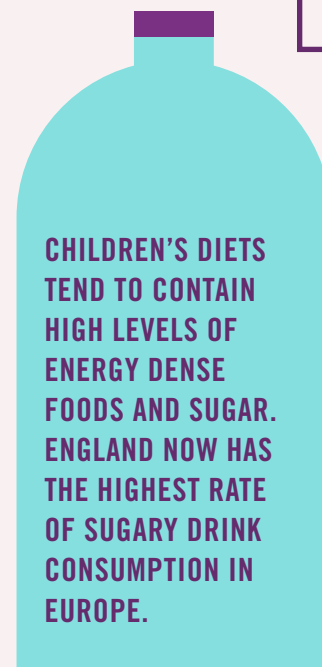 CHILDREN’S DIETS
TEND TO CONTAIN
HIGH LEVELS OF
ENERGY DENSE
FOODS AND SUGAR.
ENGLAND NOW HAS
THE HIGHEST RATE
OF SUGARY DRINK
CONSUMPTION IN
EUROPE.